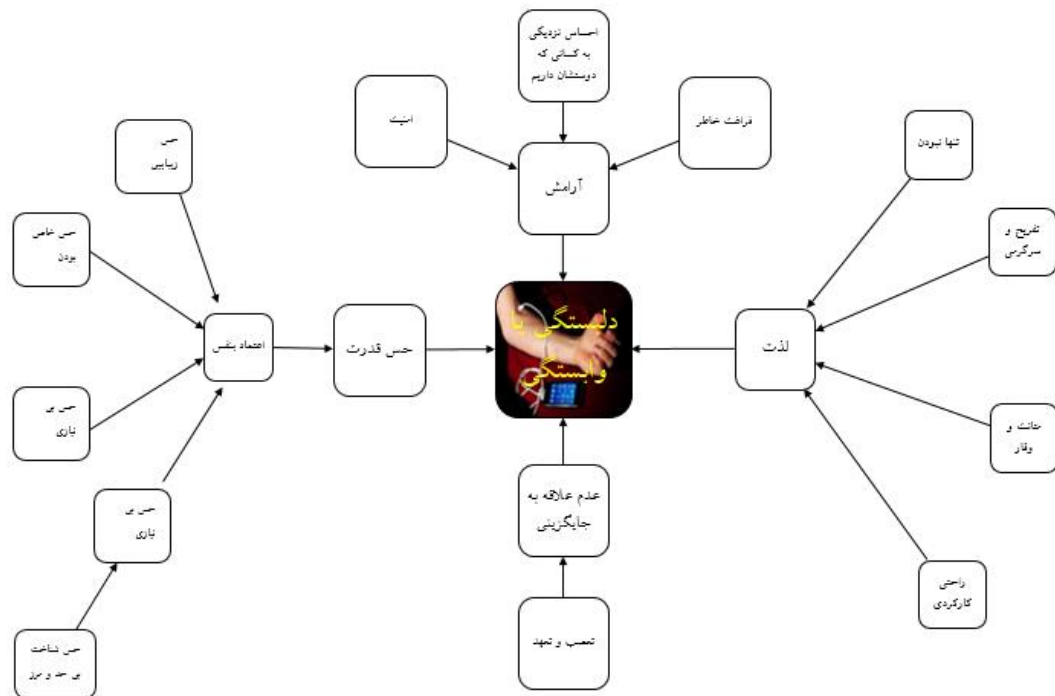 احساس نزدیکی
به کسانی که
دوستشان داریم
امنیت
فراغت خاطر
آرامش
حس
زیبایی
حس خاص
بودن
حس بی
نیازی
حس بی
نیازی
حس شناخت
بی حد و مرز
اعتماد بنفس
حس قدرت
دلبستگی یا
وابستگی
لذت
تنها نبودن
تفریح و
سرگرمی
متانت و
وقار
راحتی
کارکردی
عدم علاقه به
جایگزینی
تعصب و تعهد